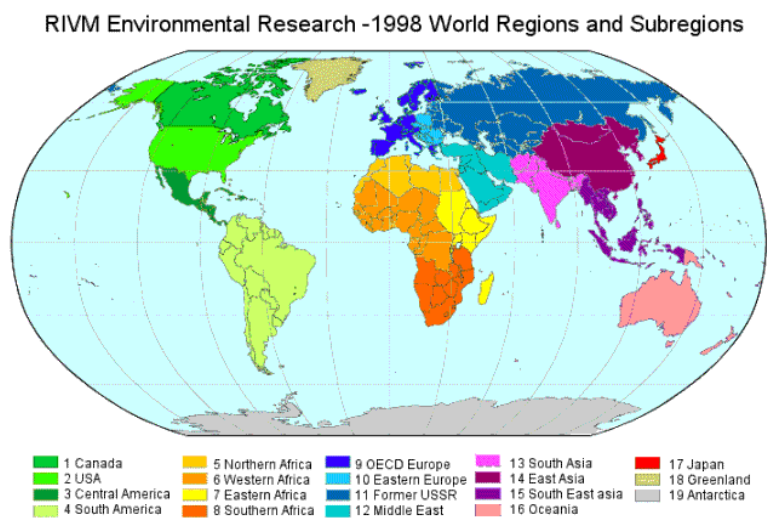 RIVM Environmental Research -1998 World Regions and Subregions
1 Canada
2 USA
3 Central America
4 South America
5 Northern Africa
6 Western Africa
7 Eastern Africa
8 Southern Africa
9 OECD Europe
10 Eastern Europe
11 Former USSR
12 Middle East
13 South Asia
14 East Asia
15 South East asia
16 Oceania
17 Japan
18 Greenland
19 Antarctica